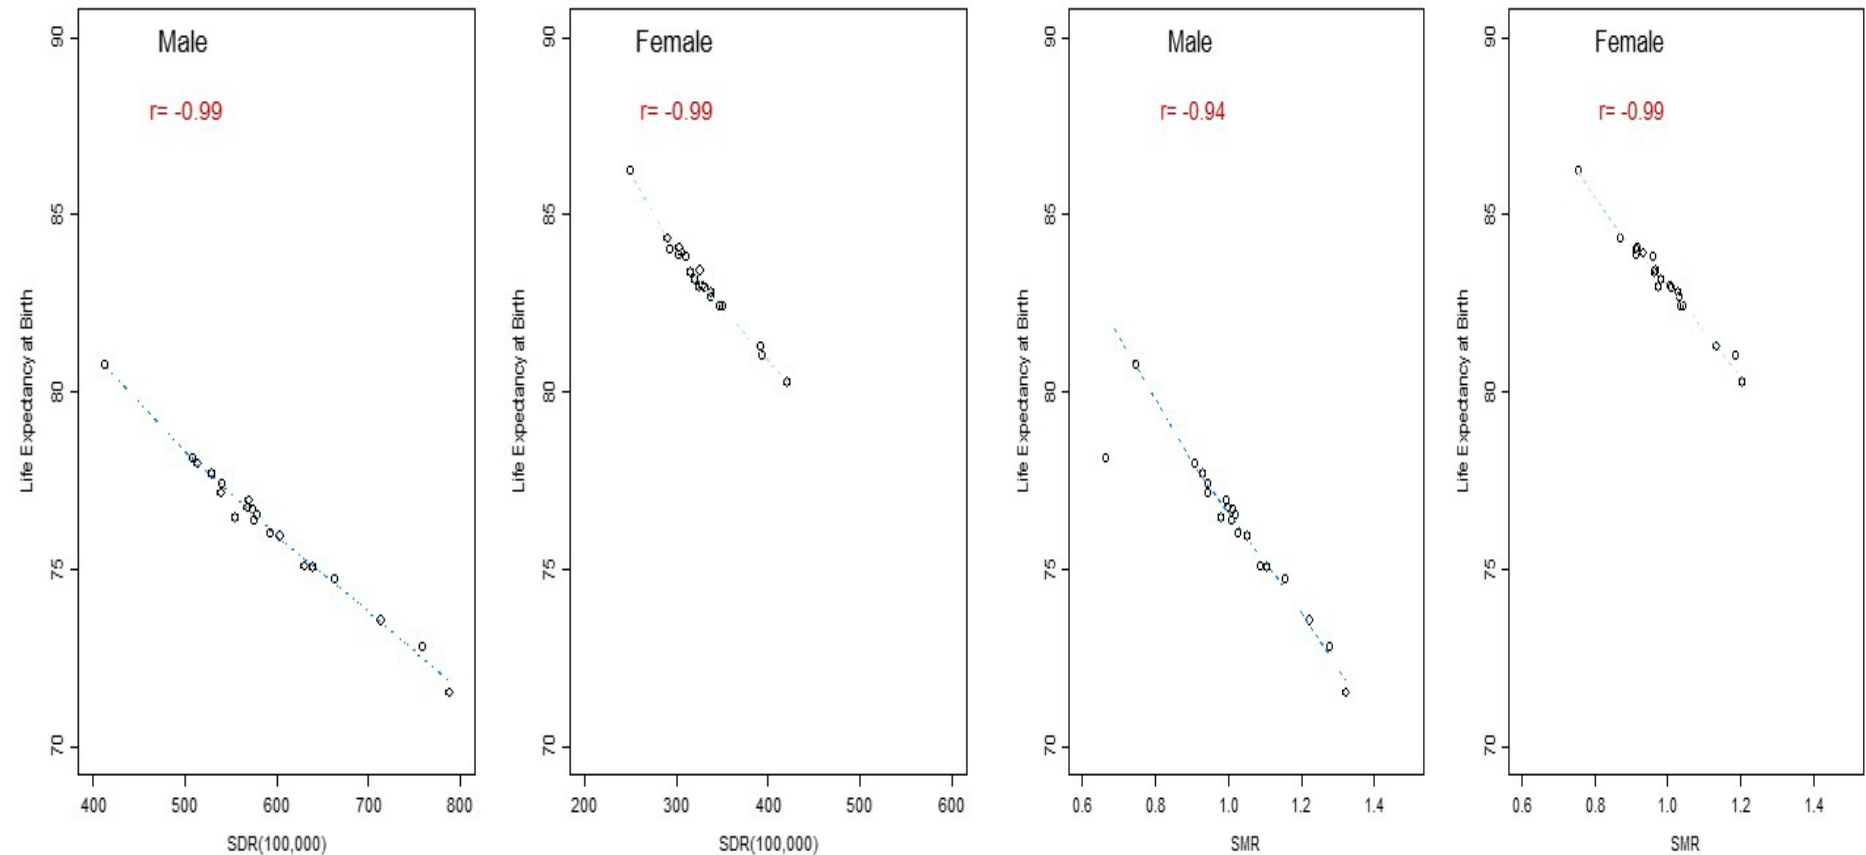 Male
r= -0.99
90
85
80
75
70
Life Expectancy at Birth
400 500 600 700 800
SDR(100,000)
Female
r= -0.99
90
85
80
75
70
Life Expectancy at Birth
200 300 400 500 600
SDR(100,000)
Male
r= -0.94
90
85
80
75
70
Life Expectancy at Birth
0.6 0.8 1.0 1.2 1.4
SMR
Female
r= -0.99
90
85
80
75
70
Life Expectancy at Birth
0.6 0.8 1.0 1.2 1.4
SMR